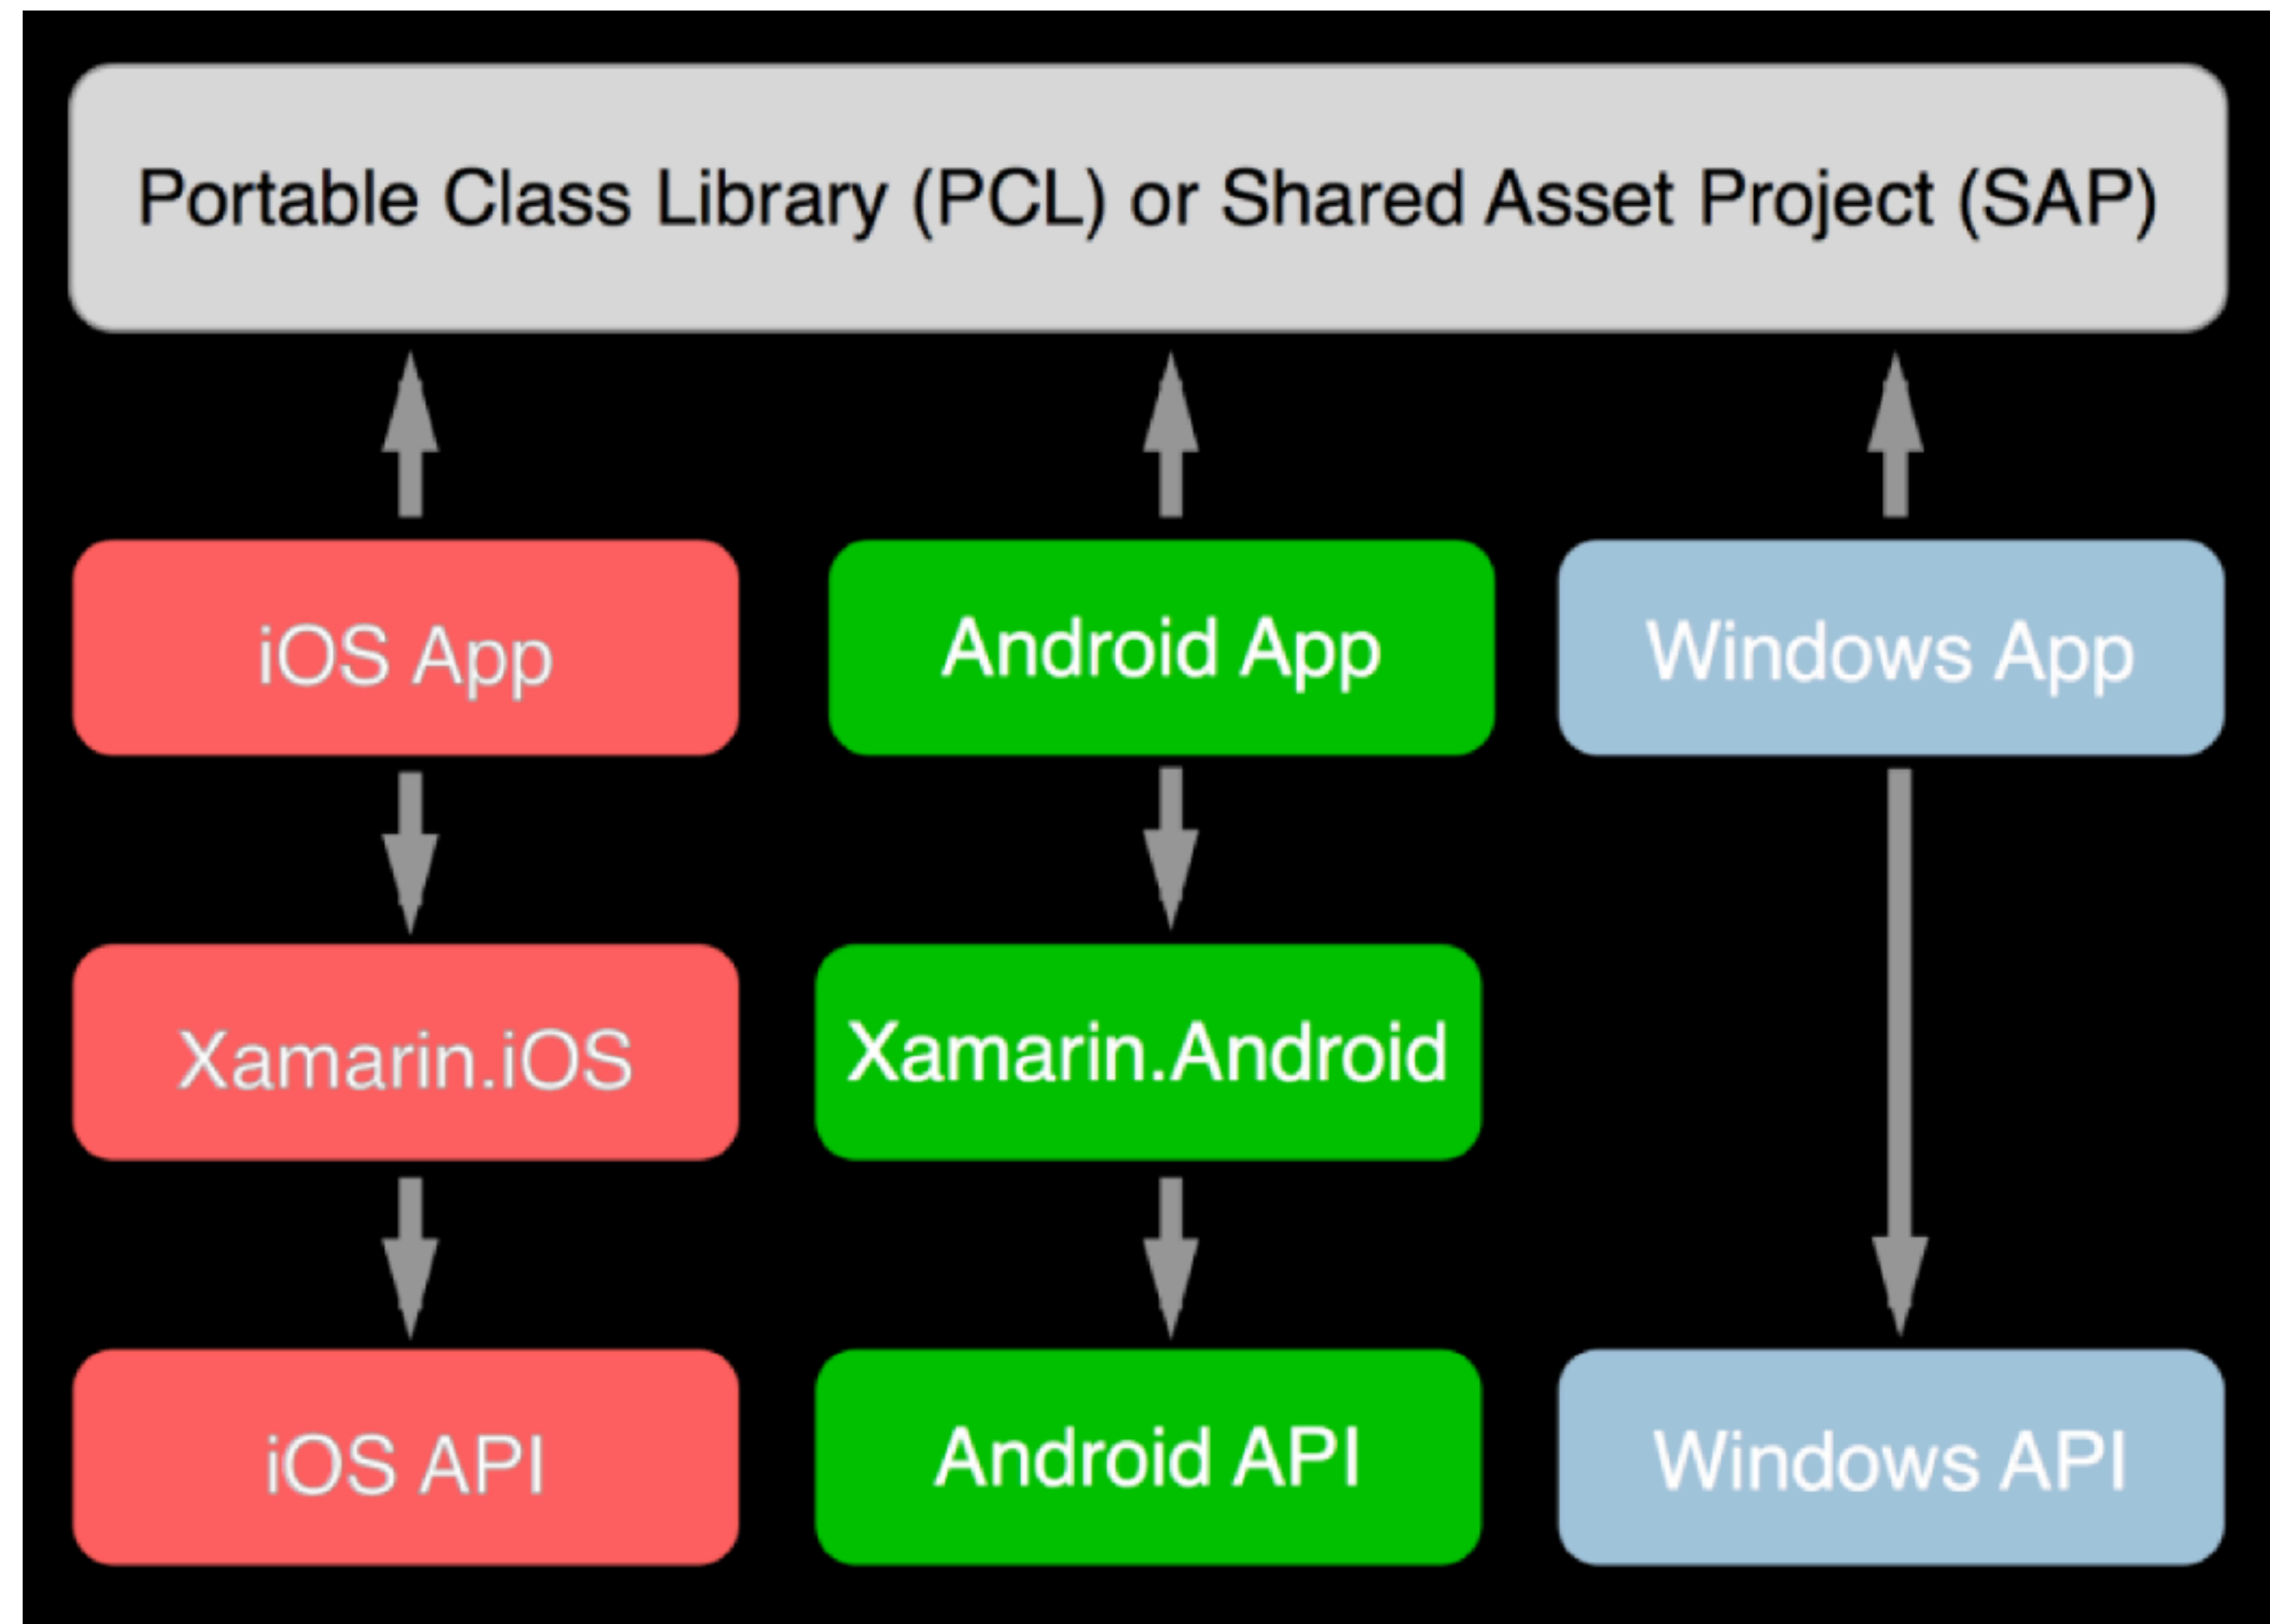 Portable Class Library (PCL) or Shared Asset Project (SAP)
iOS App
Android App
Windows App
Xamarin.iOS
Xamarin.Android
iOS API
Android API
Windows API